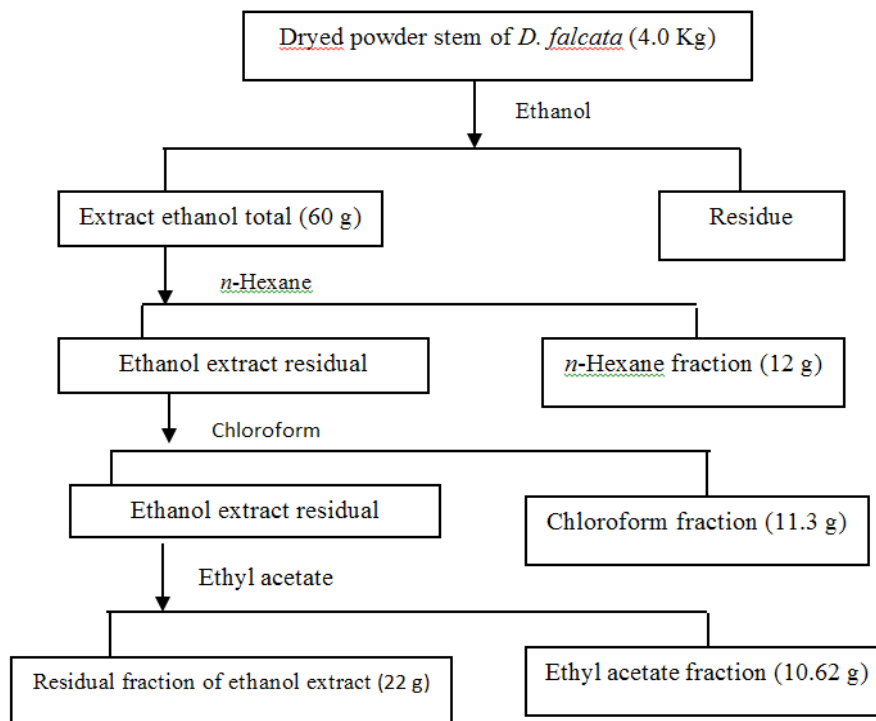 Dryed powder stem of D. falcata (4.0 Kg)
Ethanol
Extract ethanol total (60 g)
Residue
n-Hexane
Ethanol extract residual
n-Hexane fraction (12 g)
Chloroform
Ethanol extract residual
Chloroform fraction (11.3 g)
Ethyl acetate
Residual fraction of ethanol extract (22 g)
Ethyl acetate fraction (10.62 g)